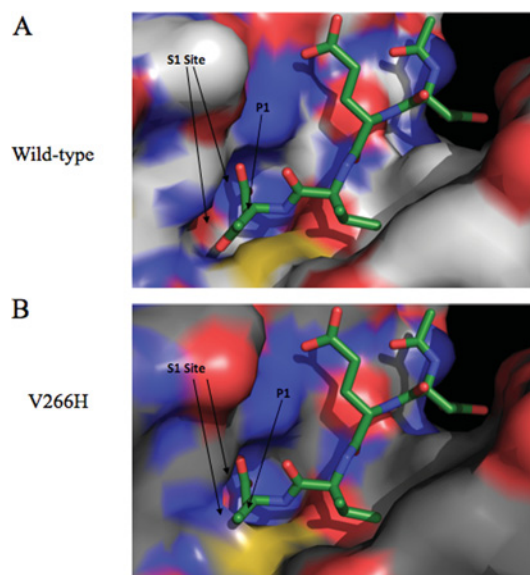 A
S1 Site
P1
Wild-type
B
S1 Site
P1
V266H